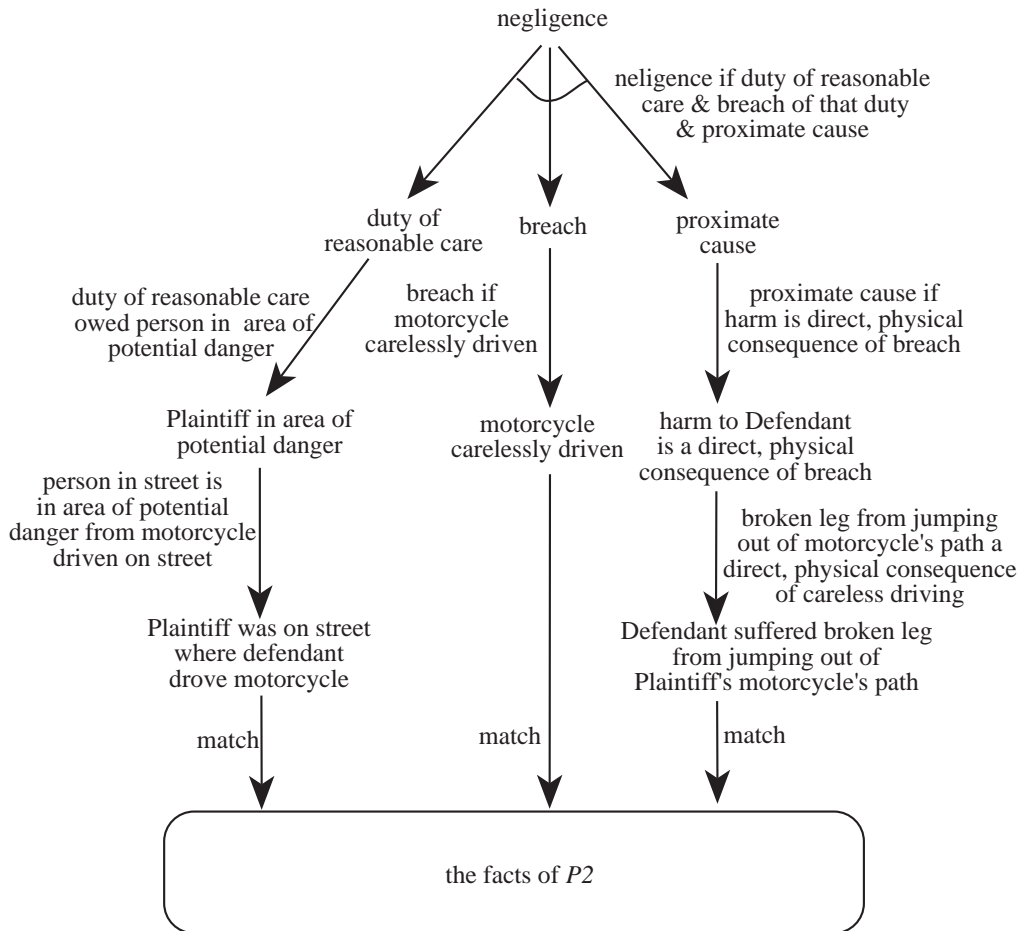 negligence
neligence if duty of reasonable
care & breach of that duty
& proximate cause
duty of
reasonable care
breach
proximate
cause
duty of reasonable care
owed person in area of
potential danger
breach if
motorcycle
carelessly driven
proximate cause if
harm is direct, physical
consequence of breach
Plaintiff in area of
potential danger
motorcycle
carelessly driven
harm to Defendant
is a direct, physical
consequence of breach
person in street is
in area of potential
danger from motorcycle
driven on street
broken leg from jumping
out of motorcycle's path a
direct, physical consequence
of careless driving
Plaintiff was on street
where defendant
drove motorcycle
Defendant suffered broken leg
from jumping out of
Plaintiff's motorcycle's path
match
match
match
the facts of P2